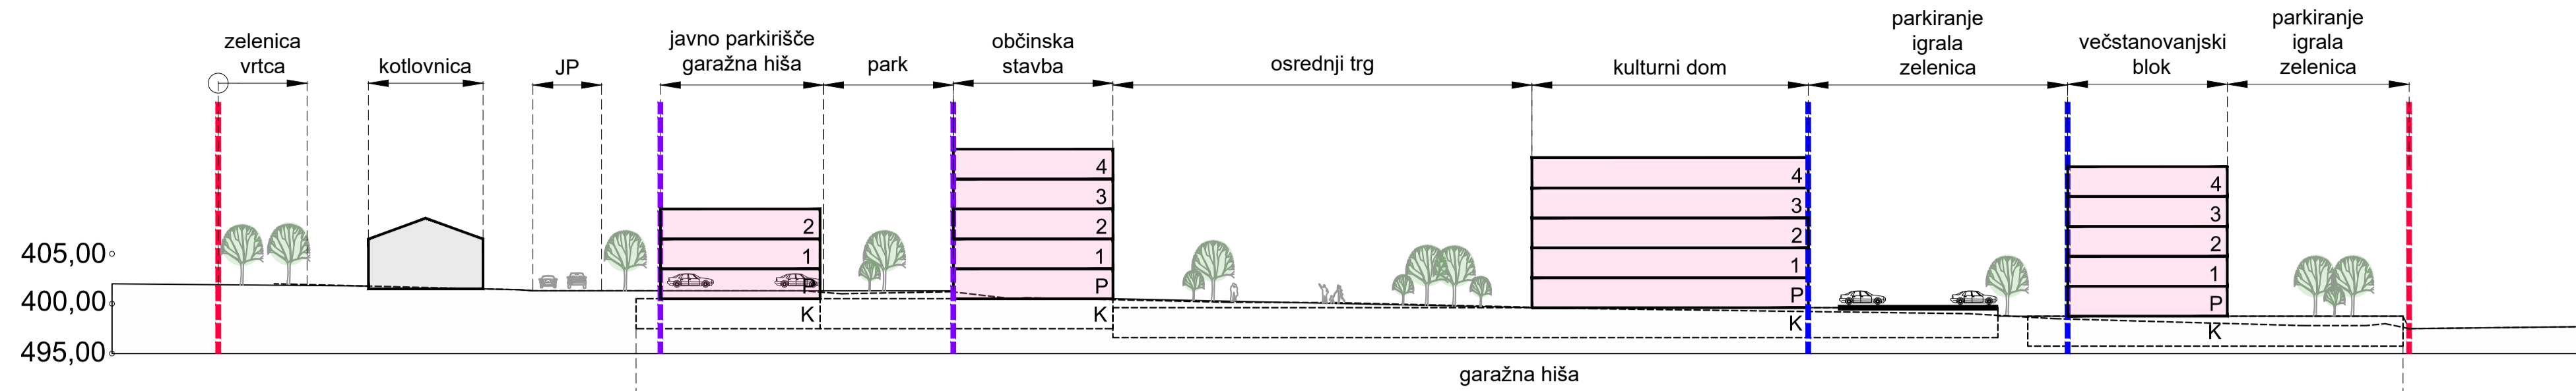 zelenica
vrtca
kotlovnica
JP
javno parkirišče
garažna hiša
park
občinska
stavba
osrednji trg
kulturni dom
parkiranje
igrala
zelenica
večstanovanjski
blok
parkiranje
igrala
zelenica
405,00
400,00
495,00
2
1
P
K
4
3
2
1
P
K
4
3
2
1
P
K
4
3
2
1
P
K
garažna hiša